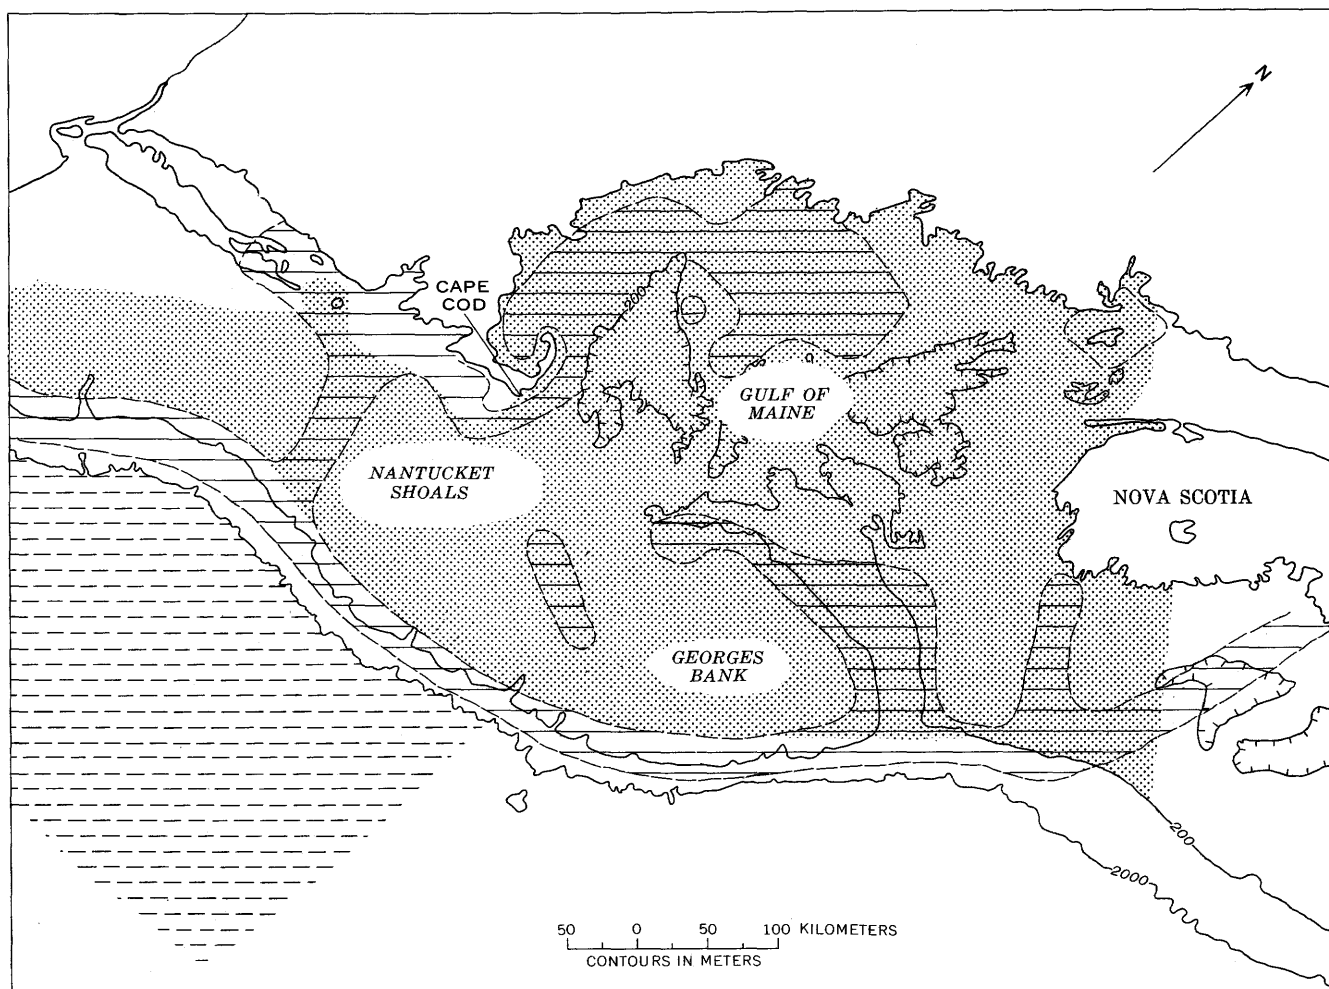 N
CAPE
COD
200
GULF OF
MAINE
NANTUCKET
SHOALS
NOVA SCOTIA
GEORGES
BANK
200
2000
50 0 50 100 KILOMETERS
CONTOURS IN METERS